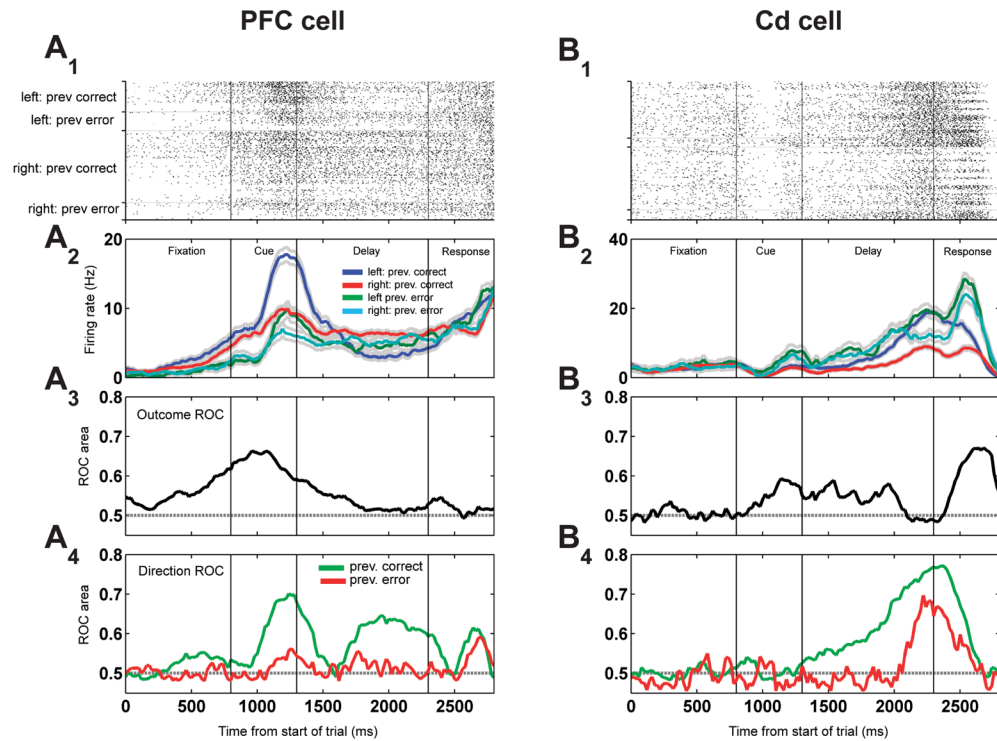 PFC cell
Cd cell
A1
B1
left: prev correct
left: prev error
right: prev correct
right: prev error
A2
20
10
0
Firing rate (Hz)
Fixation
Cue
Delay
Response
left: prev. correct
right: prev. correct
left prev. error
right: prev. error
B2
40
20
0
Fixation
Cue
Delay
Response
A3
0.8
0.7
0.6
0.5
ROC area
Outcome ROC
B3
0.8
0.7
0.6
0.5
ROC area
A4
0.8
0.7
0.6
0.5
ROC area
Direction ROC
prev. correct
prev. error
0 500 1000 1500 2000 2500
Time from start of trial (ms)
B4
0.8
0.7
0.6
0.5
ROC area
0 500 1000 1500 2000 2500
Time from start of trial (ms)